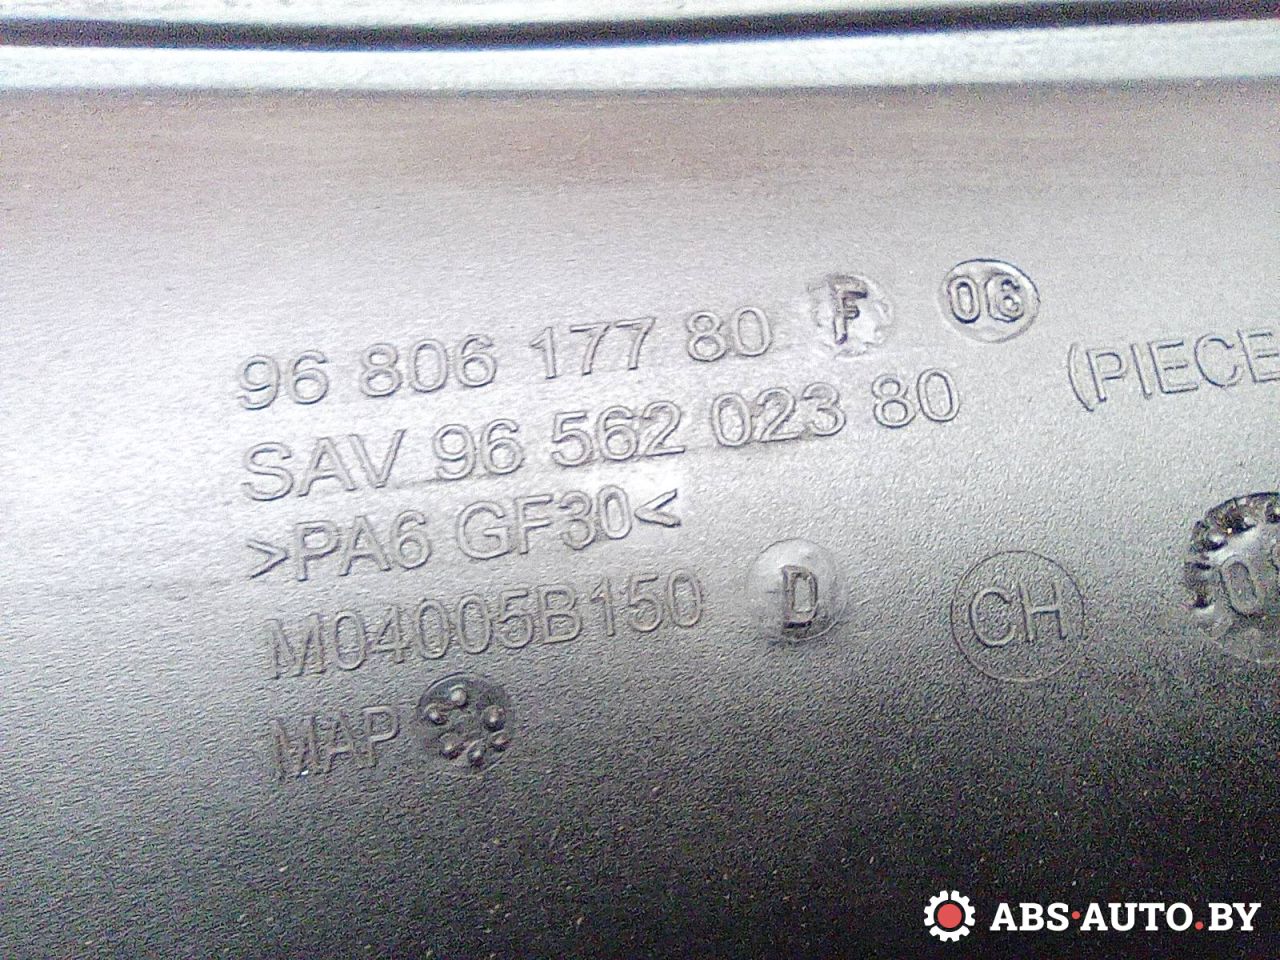 96 806 177 80 F 06
SAV 96 562 023 80 (PIECE
>PA6 GF30<
M04005B150 D CH
MAP
ABS·AUTO.BY